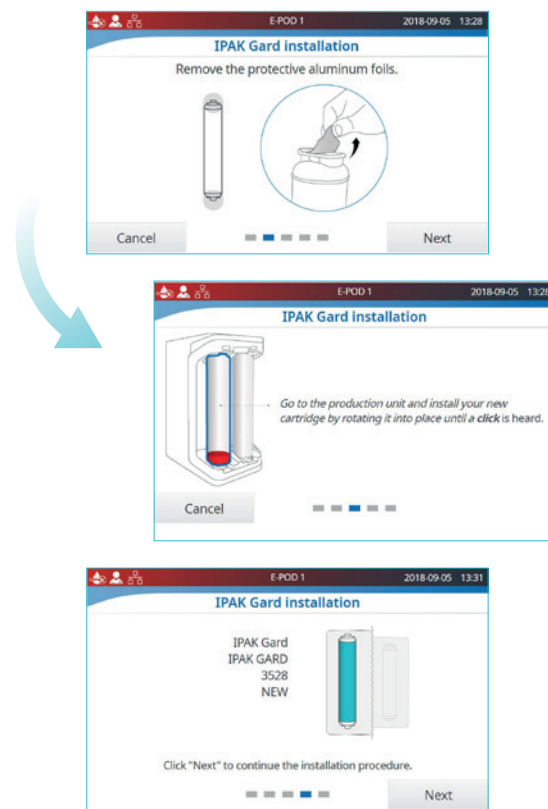 E-POD 1 2018-09-05 13:28
IPAK Gard installation
Remove the protective aluminum foils.
Cancel Next
E-POD 1 2018-09-05 13:28
IPAK Gard installation
Go to the production unit and install your new
cartridge by rotating it into place until a click is heard.
Cancel
E-POD 1 2018-09-05 13:31
IPAK Gard installation
IPAK Gard
IPAK GARD
3528
NEW
Click "Next" to continue the installation procedure.
Next